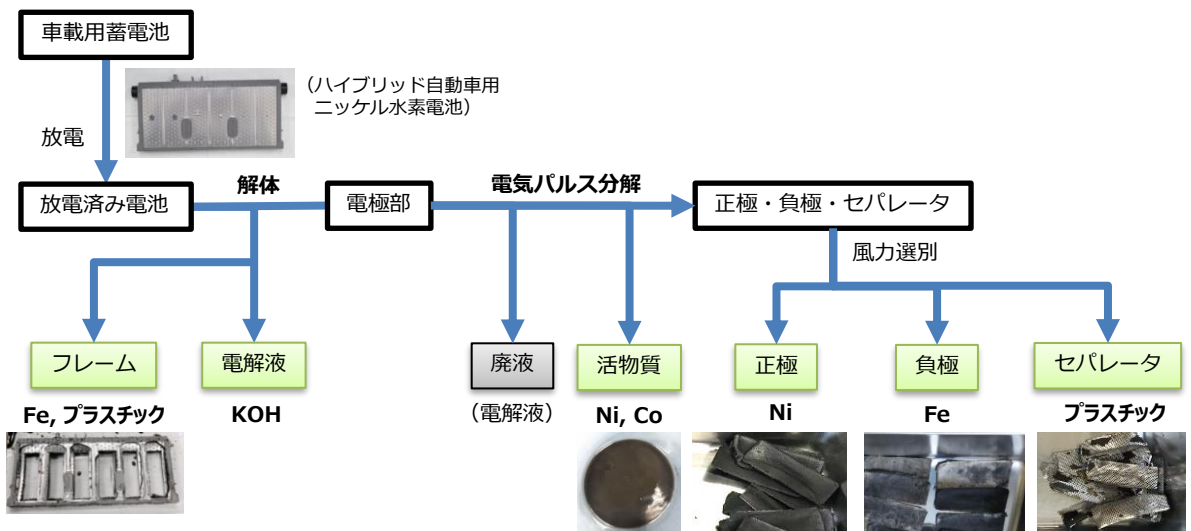 車載用蓄電池
(ハイブリッド自動車用
ニッケル水素電池)
放電
放電済み電池
解体
電極部
電気パルス分解
正極・負極・セパレータ
風力選別
フレーム
電解液
廃液
活物質
正極
負極
セパレータ
Fe, プラスチック
KOH
(電解液)
Ni, Co
Ni
Fe
プラスチック